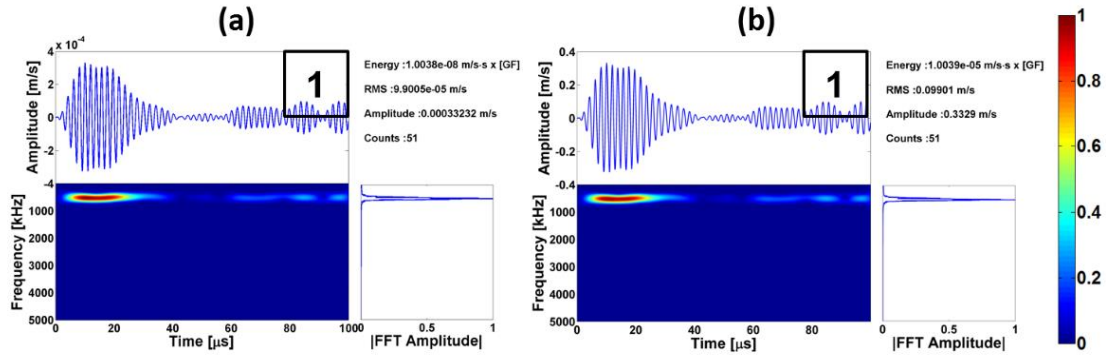 (a)
x 10⁻⁴
4
2
0
-2
-4
Amplitude [m/s]
1
Energy :1.0038e-08 m/s-s x [GF]
RMS :9.9005e-05 m/s
Amplitude :0.00033232 m/s
Counts :51
1000
2000
3000
4000
5000
Frequency [kHz]
0 20 40 60 80 100
Time [µs]
0 0.5 1
|FFT Amplitude|
(b)
0.4
0.2
0
-0.2
-0.4
Amplitude [m/s]
1
Energy :1.0039e-05 m/s-s x [GF]
RMS :0.09901 m/s
Amplitude :0.3329 m/s
Counts :51
1000
2000
3000
4000
5000
Frequency [kHz]
0 20 40 60 80
Time [µs]
0 0.5 1
|FFT Amplitude|
1
0.8
0.6
0.4
0.2
0